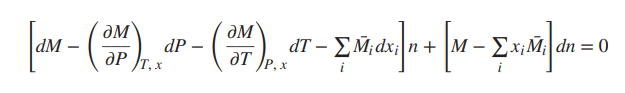 [dM − (∂M/∂P)_{T, x} dP − (∂M/∂T)_{P, x} dT − ∑_i M̄_i dx_i] n + [M − ∑_i x_i M̄_i] dn = 0